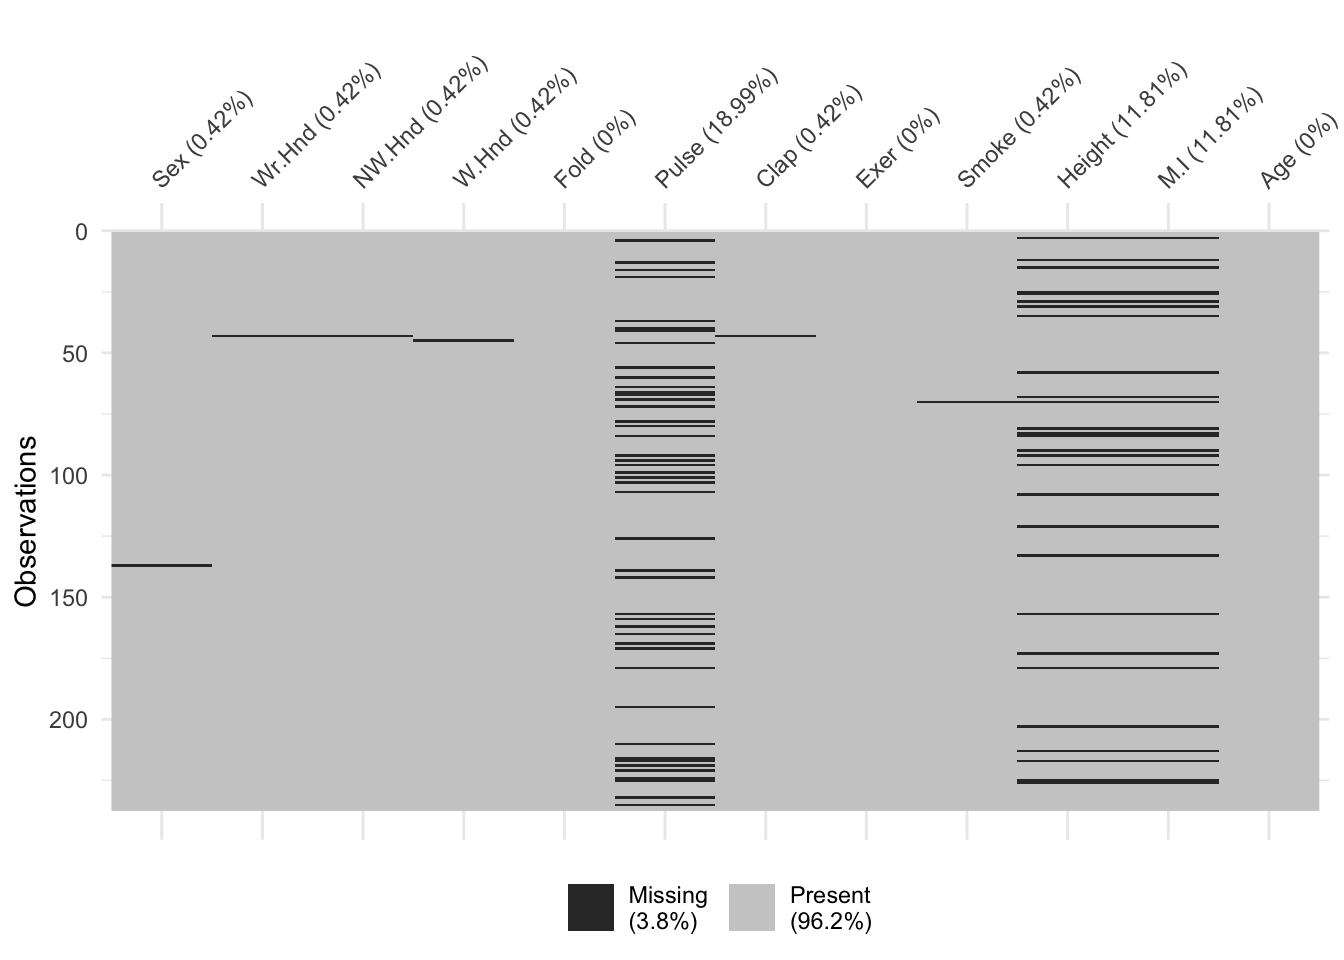 Sex (0.42%)
Wr.Hnd (0.42%)
NW.Hnd (0.42%)
W.Hnd (0.42%)
Fold (0%)
Pulse (18.99%)
Clap (0.42%)
Exer (0%)
Smoke (0.42%)
Height (11.81%)
M.I (11.81%)
Age (0%)
Observations
0
50
100
150
200
Missing
(3.8%)
Present
(96.2%)